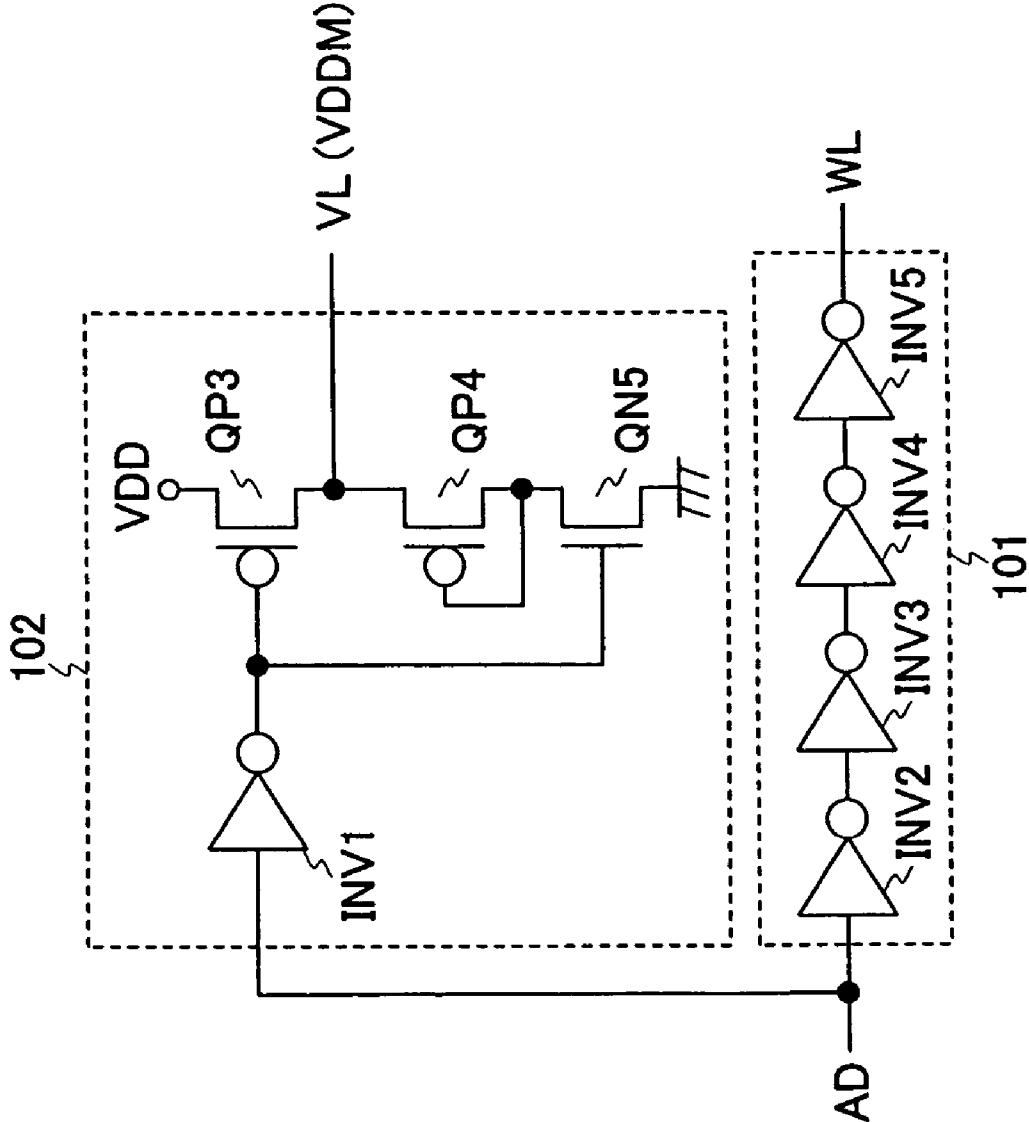 102
VDD
QP3
VL (VDDM)
QP4
QN5
INV1
AD
INV2
INV3
INV4
INV5
WL
101